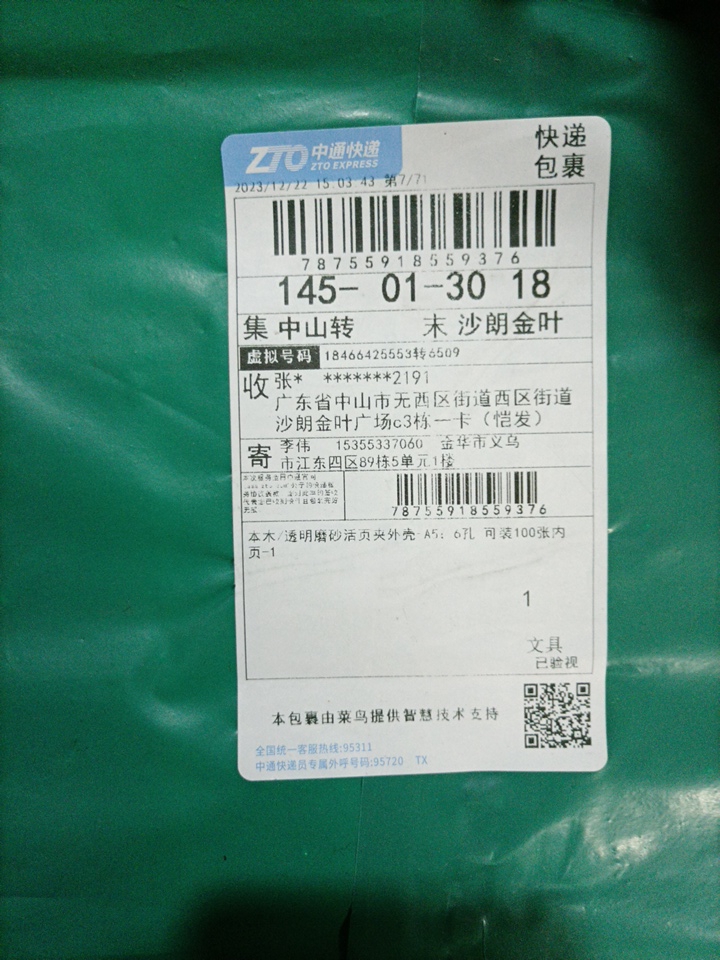 ZTO 中通快递
ZTO EXPRESS
快递
包裹
2023/12/22 15:03:43 第7/71
78755918559376
145- 01-30 18
集 中山转 末 沙朗金叶
虚拟号码 18466425553转6509
收 张* *******2191
广东省中山市无西区街道西区街道
沙朗金叶广场c3栋一卡（恺发）
寄 李伟 15355337060 金华市义乌
市江东四区89栋5单元1楼
78755918559376
本木/透明磨砂活页夹外壳 A5; 6孔 可装100张内
页-1
1
文具
已验视
本包裹由菜鸟提供智慧技术支持
全国统一客服热线:95311
中通快递员专属外呼号码:95720 TX